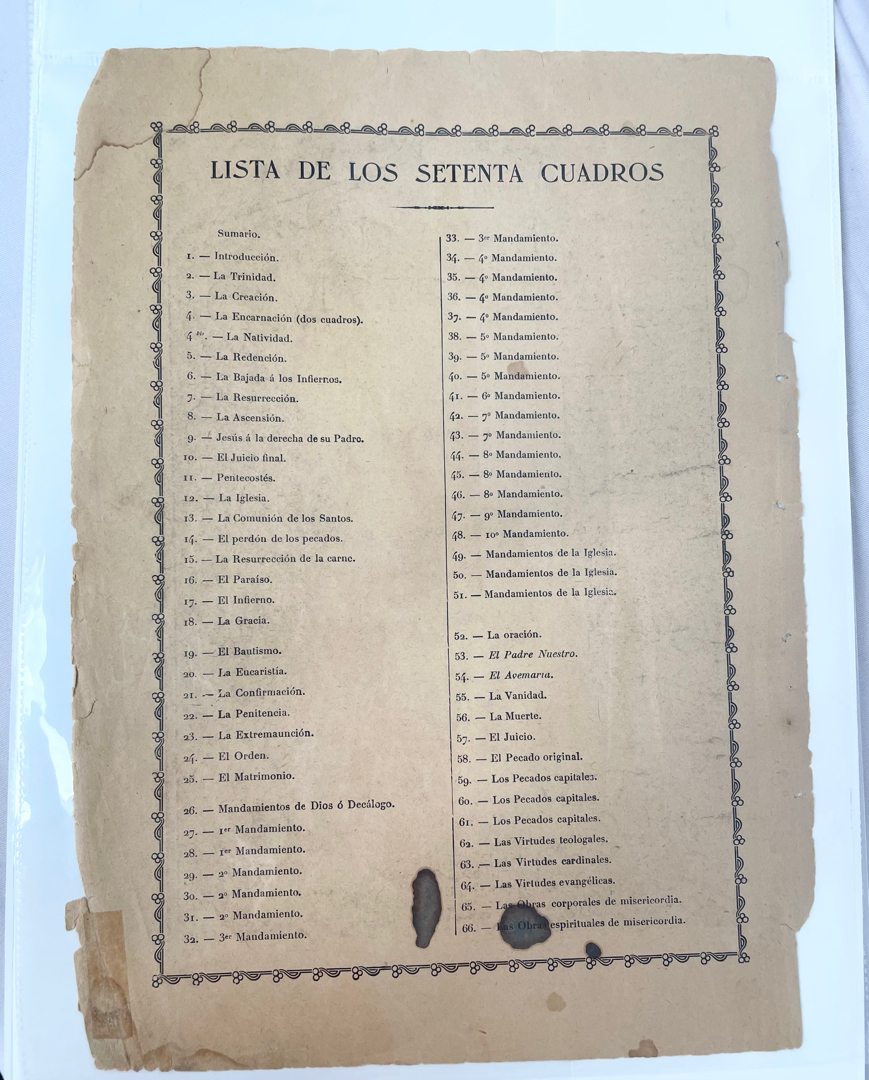 LISTA DE LOS SETENTA CUADROS
Sumario.
1. — Introducción.
2. — La Trinidad.
3. — La Creación.
4. — La Encarnación (dos cuadros).
4 bis. — La Natividad.
5. — La Redención.
6. — La Bajada á los Infiernos.
7. — La Resurrección.
8. — La Ascensión.
9. — Jesús á la derecha de su Padro.
10. — El Juicio final.
11. — Pentecostés.
12. — La Iglesia.
13. — La Comunión de los Santos.
14. — El perdón de los pecados.
15. — La Resurrección de la carne.
16. — El Paraíso.
17. — El Infierno.
18. — La Gracia.
19. — El Bautismo.
20. — La Eucaristía.
21. — La Confirmación.
22. — La Penitencia.
23. — La Extremaunción.
24. — El Orden.
25. — El Matrimonio.
26. — Mandamientos de Dios ó Decálogo.
27. — 1er Mandamiento.
28. — 1er Mandamiento.
29. — 2o Mandamiento.
30. — 2o Mandamiento.
31. — 2o Mandamiento.
32. — 3er Mandamiento.
33. — 3er Mandamiento.
34. — 4o Mandamiento.
35. — 4o Mandamiento.
36. — 4o Mandamiento.
37. — 4o Mandamiento.
38. — 5o Mandamiento.
39. — 5o Mandamiento.
40. — 5o Mandamiento.
41. — 6o Mandamiento.
42. — 7o Mandamiento.
43. — 7o Mandamiento.
44. — 8o Mandamiento.
45. — 8o Mandamiento.
46. — 8o Mandamiento.
47. — 9o Mandamiento.
48. — 10o Mandamiento.
49. — Mandamientos de la Iglesia.
50. — Mandamientos de la Iglesia.
51. — Mandamientos de la Iglesia.
52. — La oración.
53. — El Padre Nuestro.
54. — El Avemaria.
55. — La Vanidad.
56. — La Muerte.
57. — El Juicio.
58. — El Pecado original.
59. — Los Pecados capitales.
60. — Los Pecados capitales.
61. — Los Pecados capitales.
62. — Las Virtudes teologales.
63. — Las Virtudes cardinales.
64. — Las Virtudes evangélicas.
65. — Las Obras corporales de misericordia.
66. — Las Obras espirituales de misericordia.